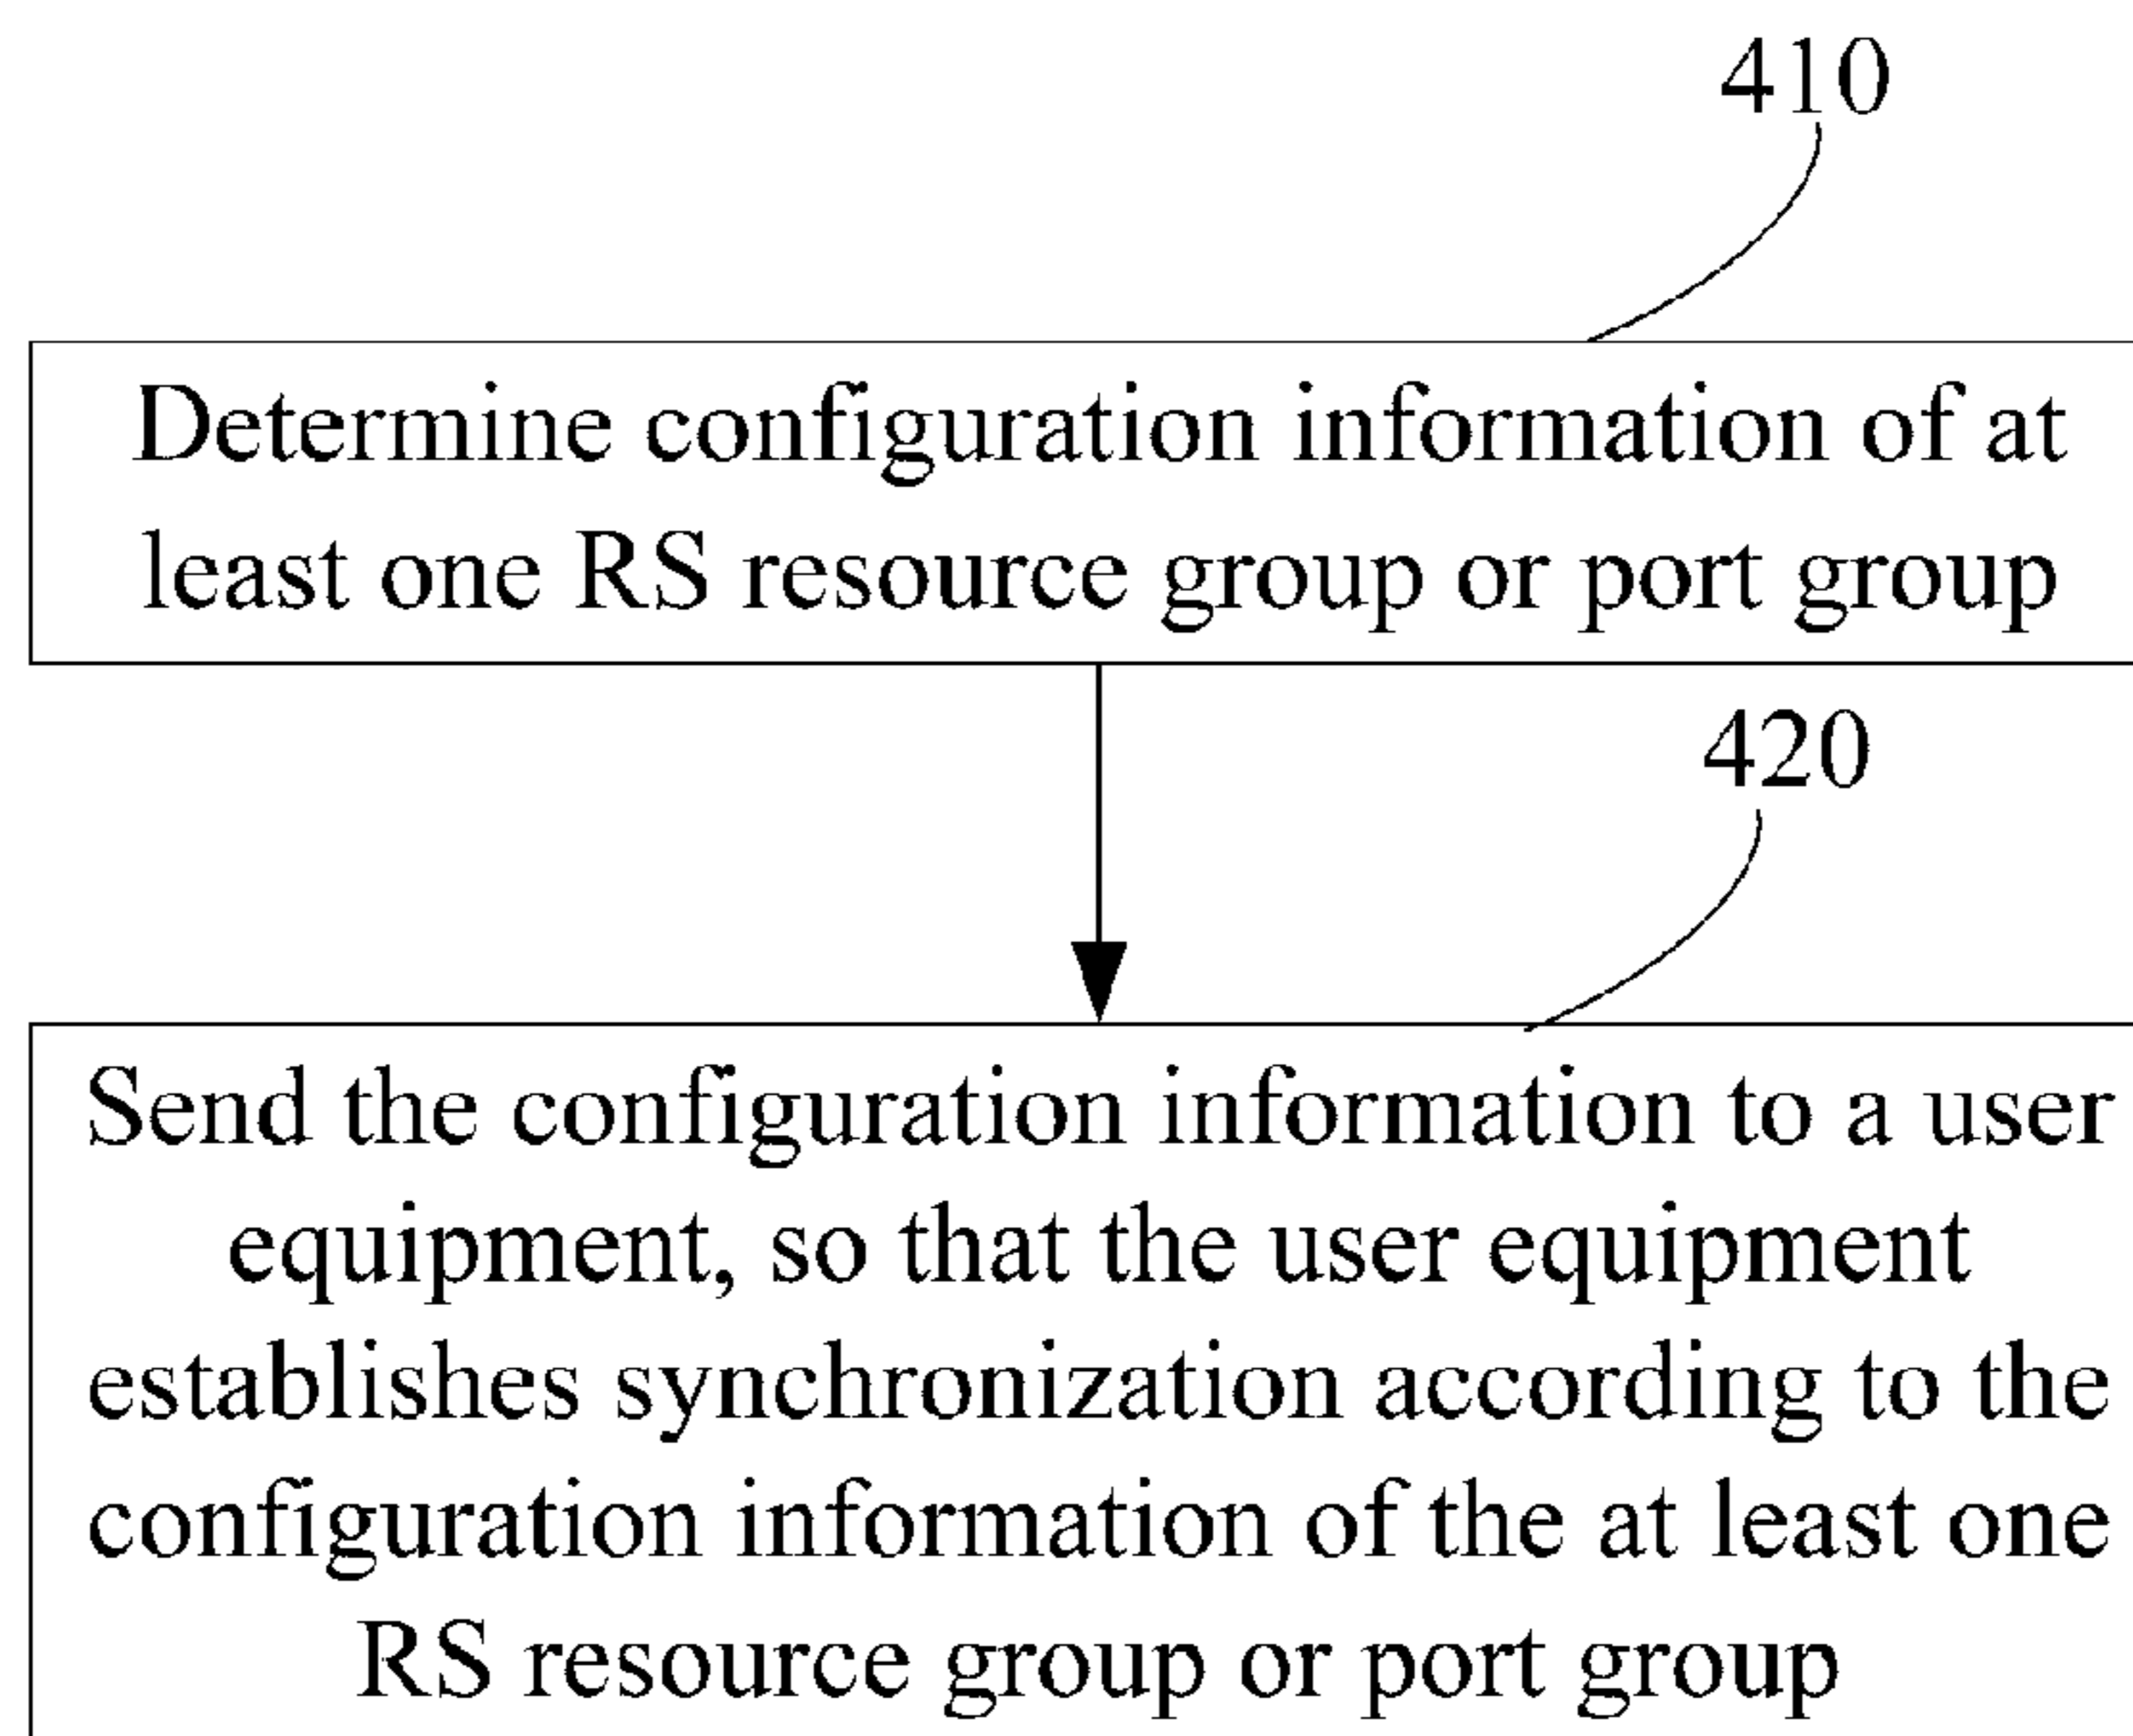 410
Determine configuration information of at
least one RS resource group or port group
420
Send the configuration information to a user
equipment, so that the user equipment
establishes synchronization according to the
configuration information of the at least one
RS resource group or port group